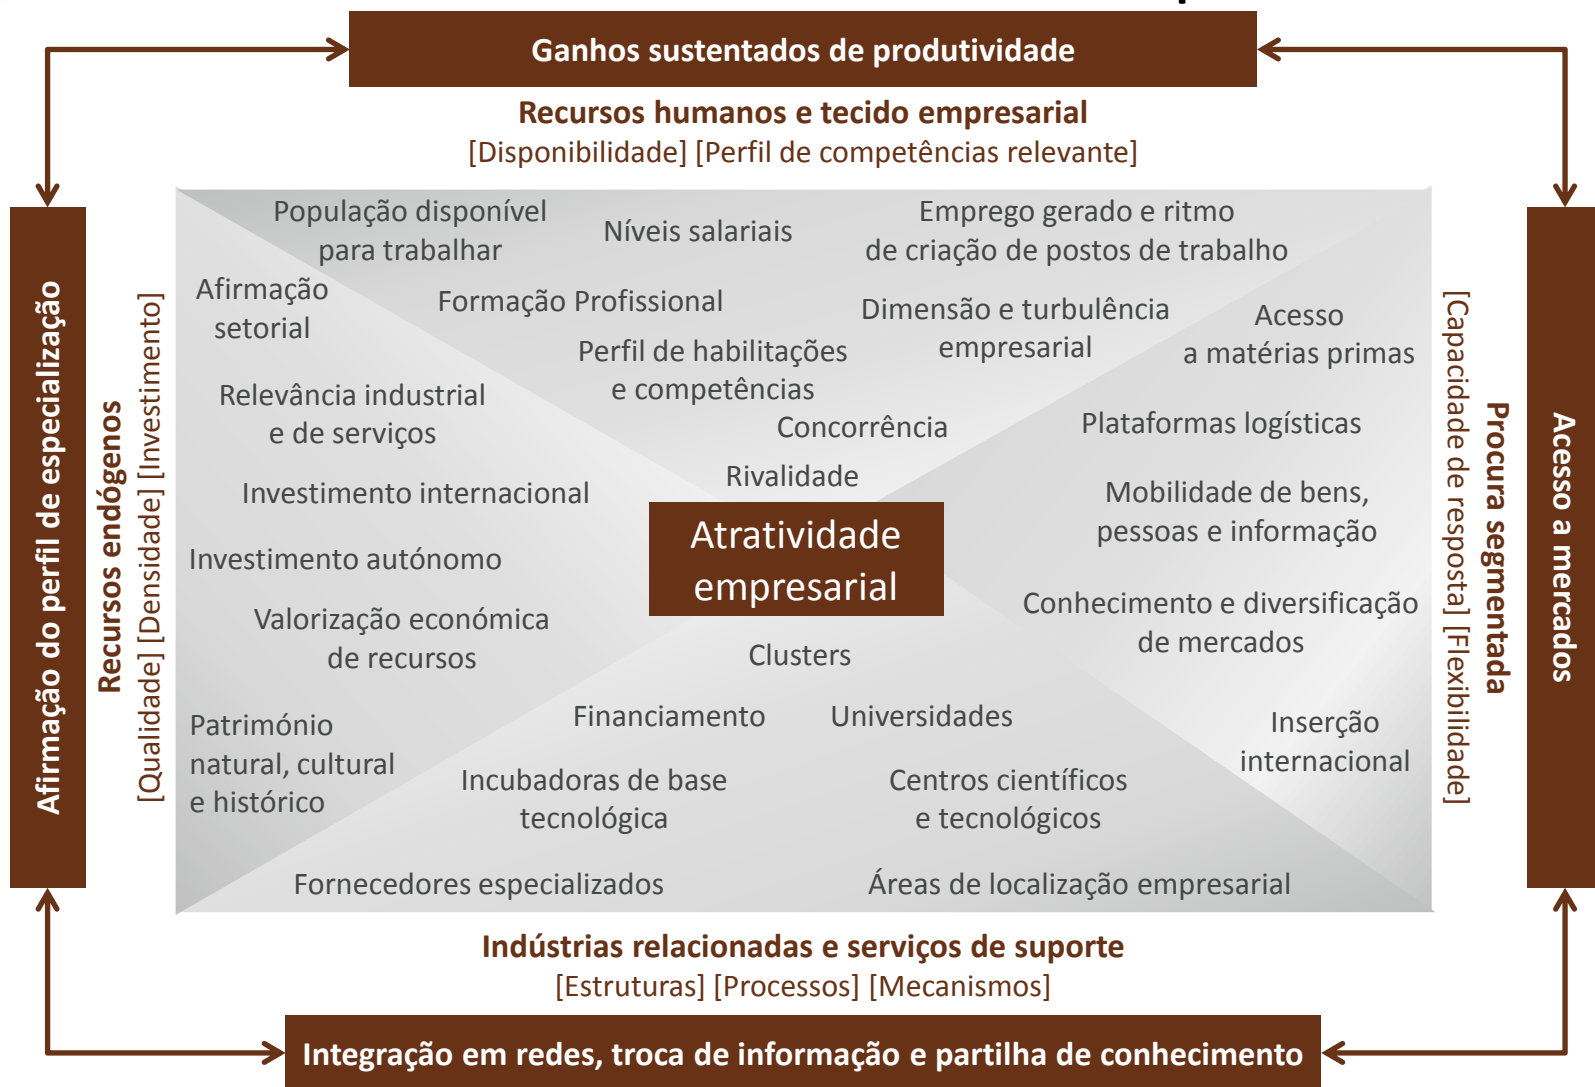 Ganhos sustentados de produtividade
Recursos humanos e tecido empresarial
[Disponibilidade] [Perfil de competências relevante]
Afirmação do perfil de especialização
Recursos endógenos
[Qualidade] [Densidade] [Investimento]
População disponível
para trabalhar
Níveis salariais
Emprego gerado e ritmo
de criação de postos de trabalho
Afirmação
setorial
Formação Profissional
Dimensão e turbulência
empresarial
Acesso
a matérias primas
Perfil de habilitações
e competências
Relevância industrial
e de serviços
Concorrência
Plataformas logísticas
Rivalidade
Investimento internacional
Mobilidade de bens,
pessoas e informação
Atratividade
empresarial
Investimento autónomo
Conhecimento e diversificação
de mercados
Valorização económica
de recursos
Clusters
Património
natural, cultural
e histórico
Financiamento
Universidades
Inserção
internacional
Incubadoras de base
tecnológica
Centros científicos
e tecnológicos
Fornecedores especializados
Áreas de localização empresarial
[Capacidade de resposta] [Flexibilidade]
Procura segmentada
Acesso a mercados
Indústrias relacionadas e serviços de suporte
[Estruturas] [Processos] [Mecanismos]
Integração em redes, troca de informação e partilha de conhecimento